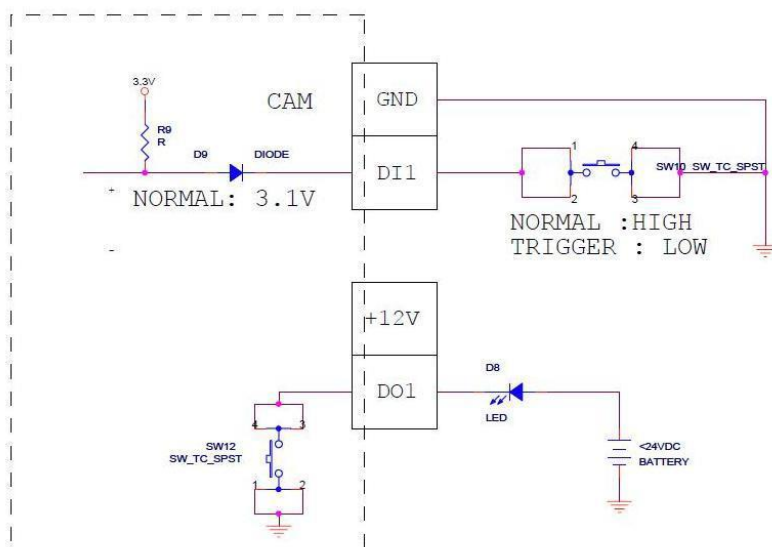 3.3V
R9
R
CAM
GND
D9
DIODE
DI1
+
NORMAL: 3.1V
-
1
4
SW10 SW_TC_SPST
2
3
NORMAL :HIGH
TRIGGER : LOW
+12V
DO1
D8
LED
4
3
SW12
SW_TC_SPST
1
2
<24VDC
BATTERY